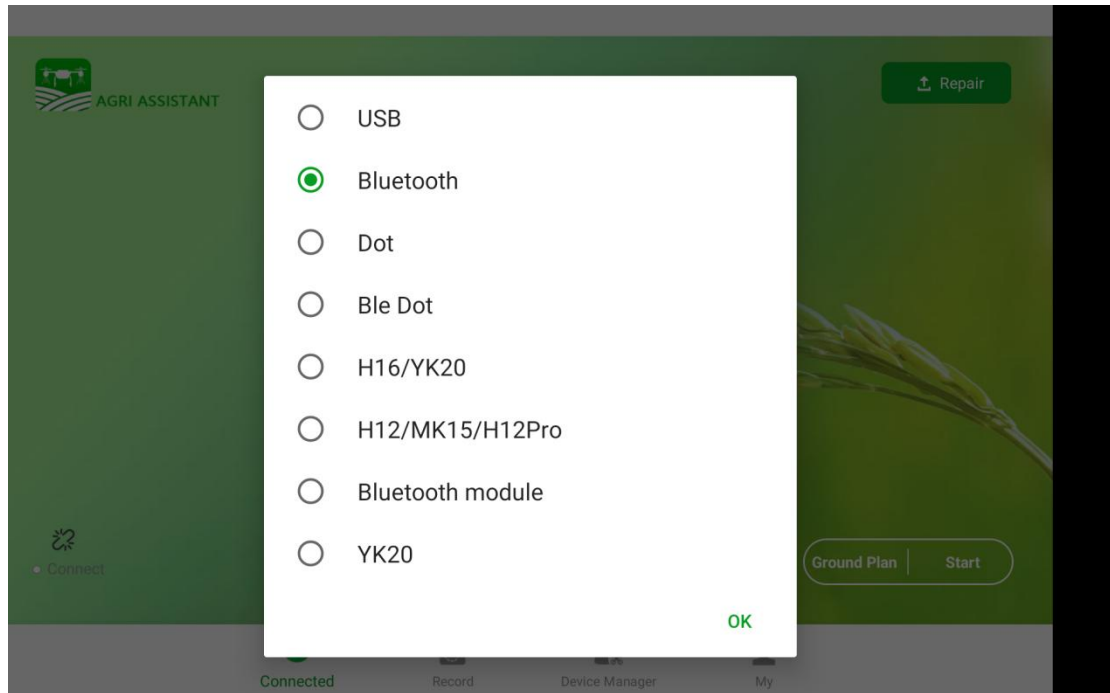 AGRI ASSISTANT
Repair
USB
Bluetooth
Dot
Ble Dot
H16/YK20
H12/MK15/H12Pro
Bluetooth module
YK20
OK
Connect
Ground Plan | Start
Connected Record Device Manager My